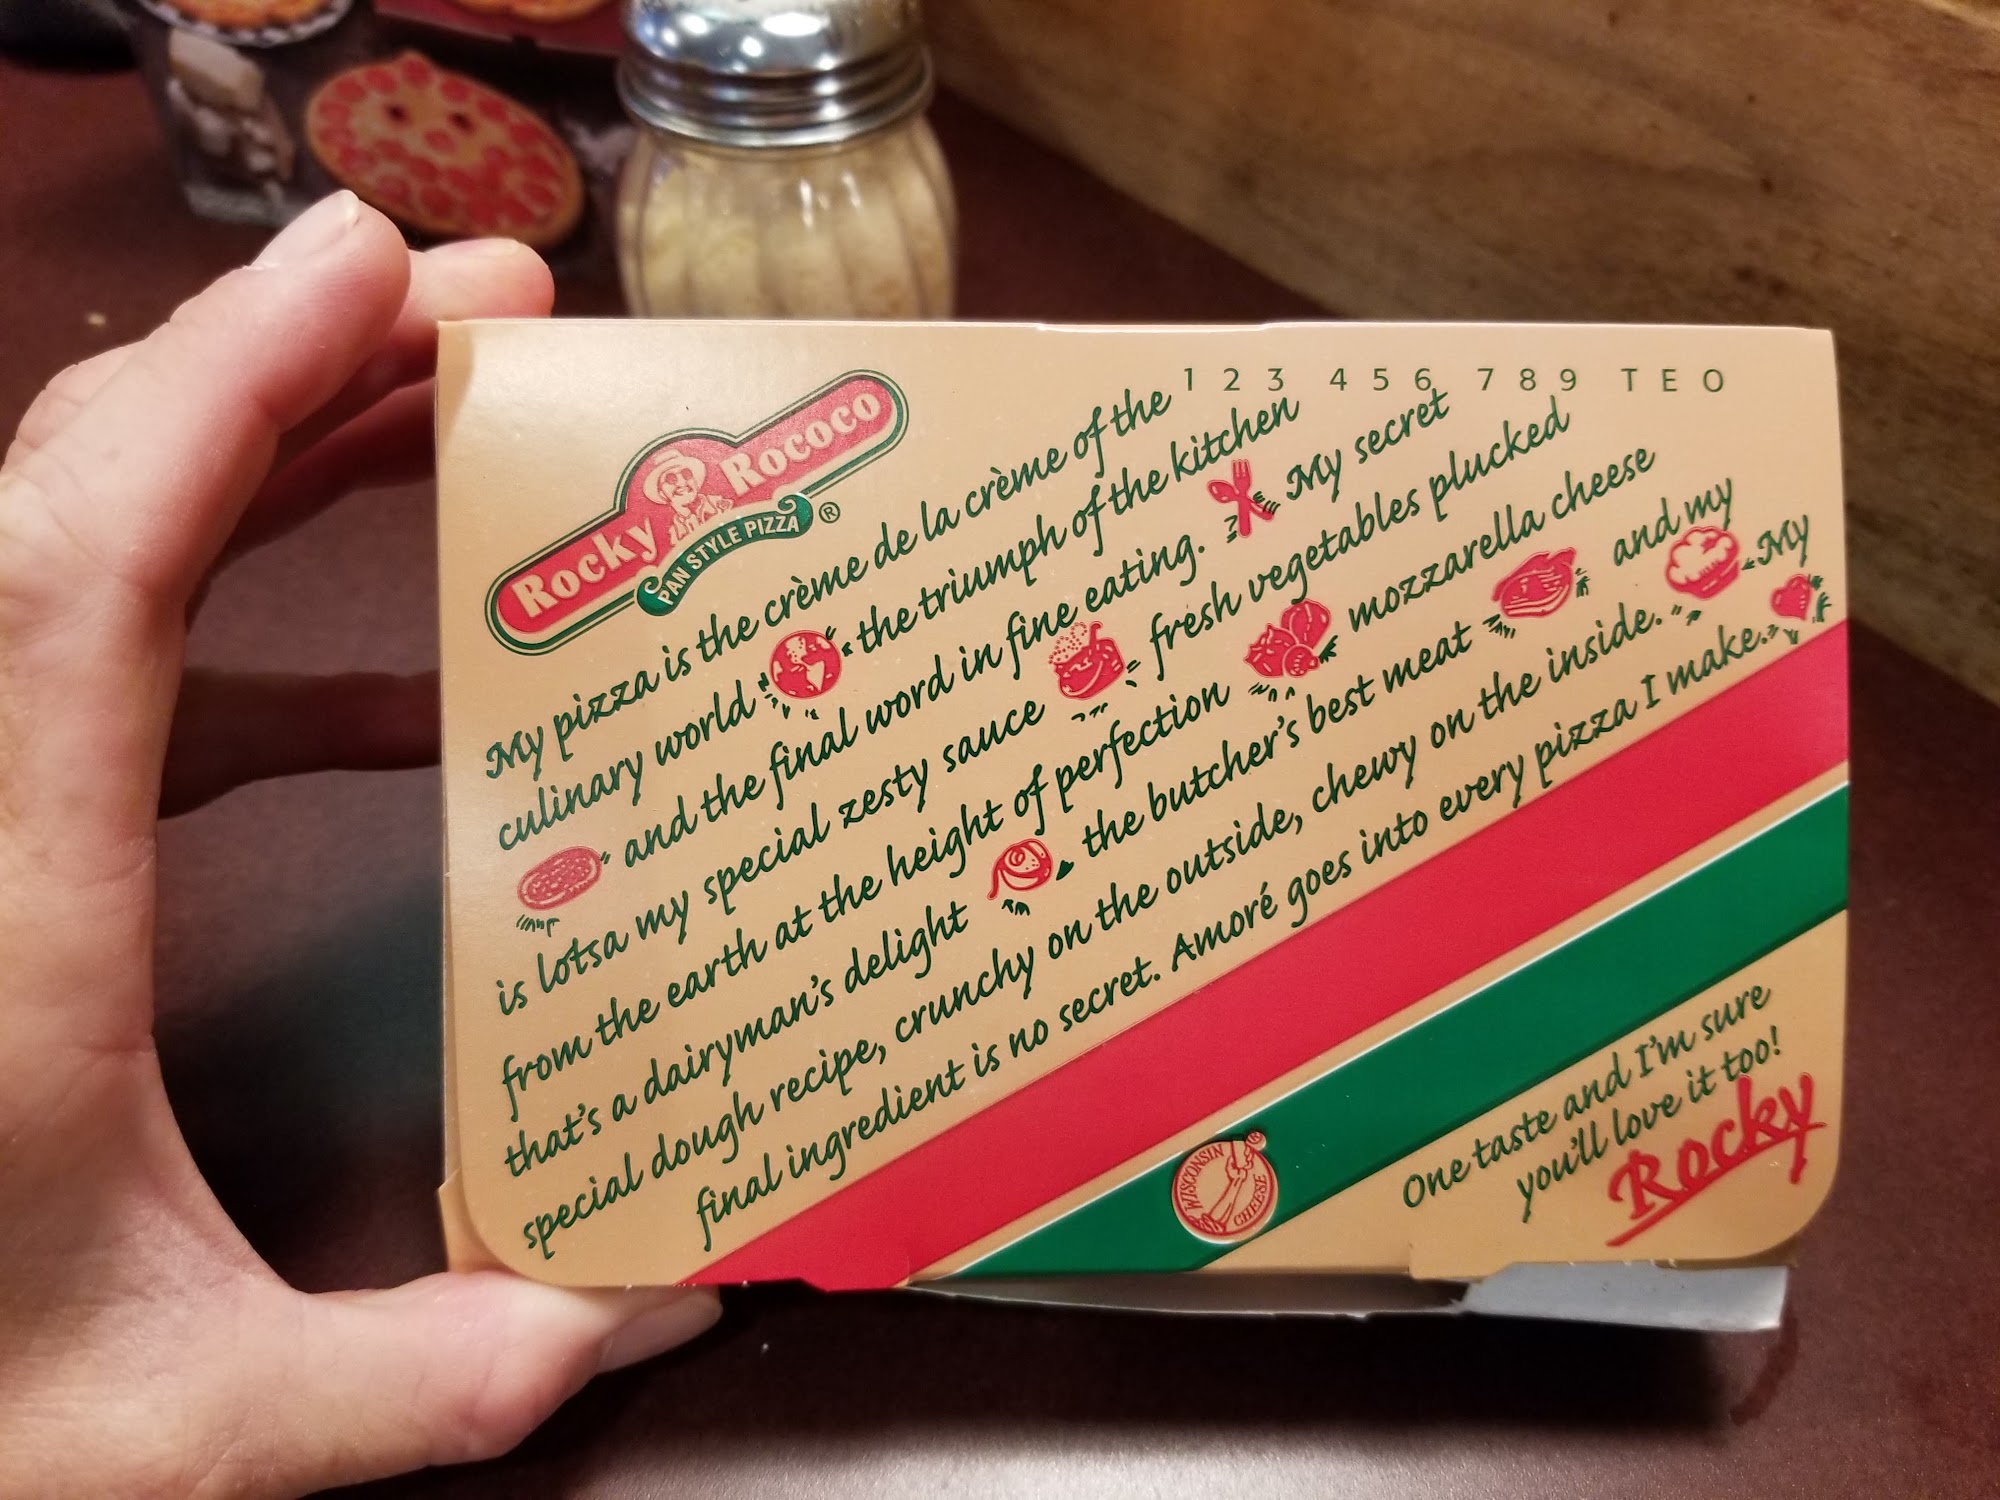 Rocky Rococo
PAN STYLE PIZZA ®
1 2 3 4 5 6 7 8 9 T E O
My pizza is the crème de la crème of the
culinary world the triumph of the kitchen
and the final word in fine eating. My secret
is lotsa my special zesty sauce fresh vegetables plucked
from the earth at the height of perfection mozzarella cheese
that's a dairyman's delight the butcher's best meat and my
special dough recipe, crunchy on the outside, chewy on the inside. My
final ingredient is no secret. Amoré goes into every pizza I make.
WISCONSIN CHEESE ®
One taste and I'm sure
you'll love it too!
Rocky